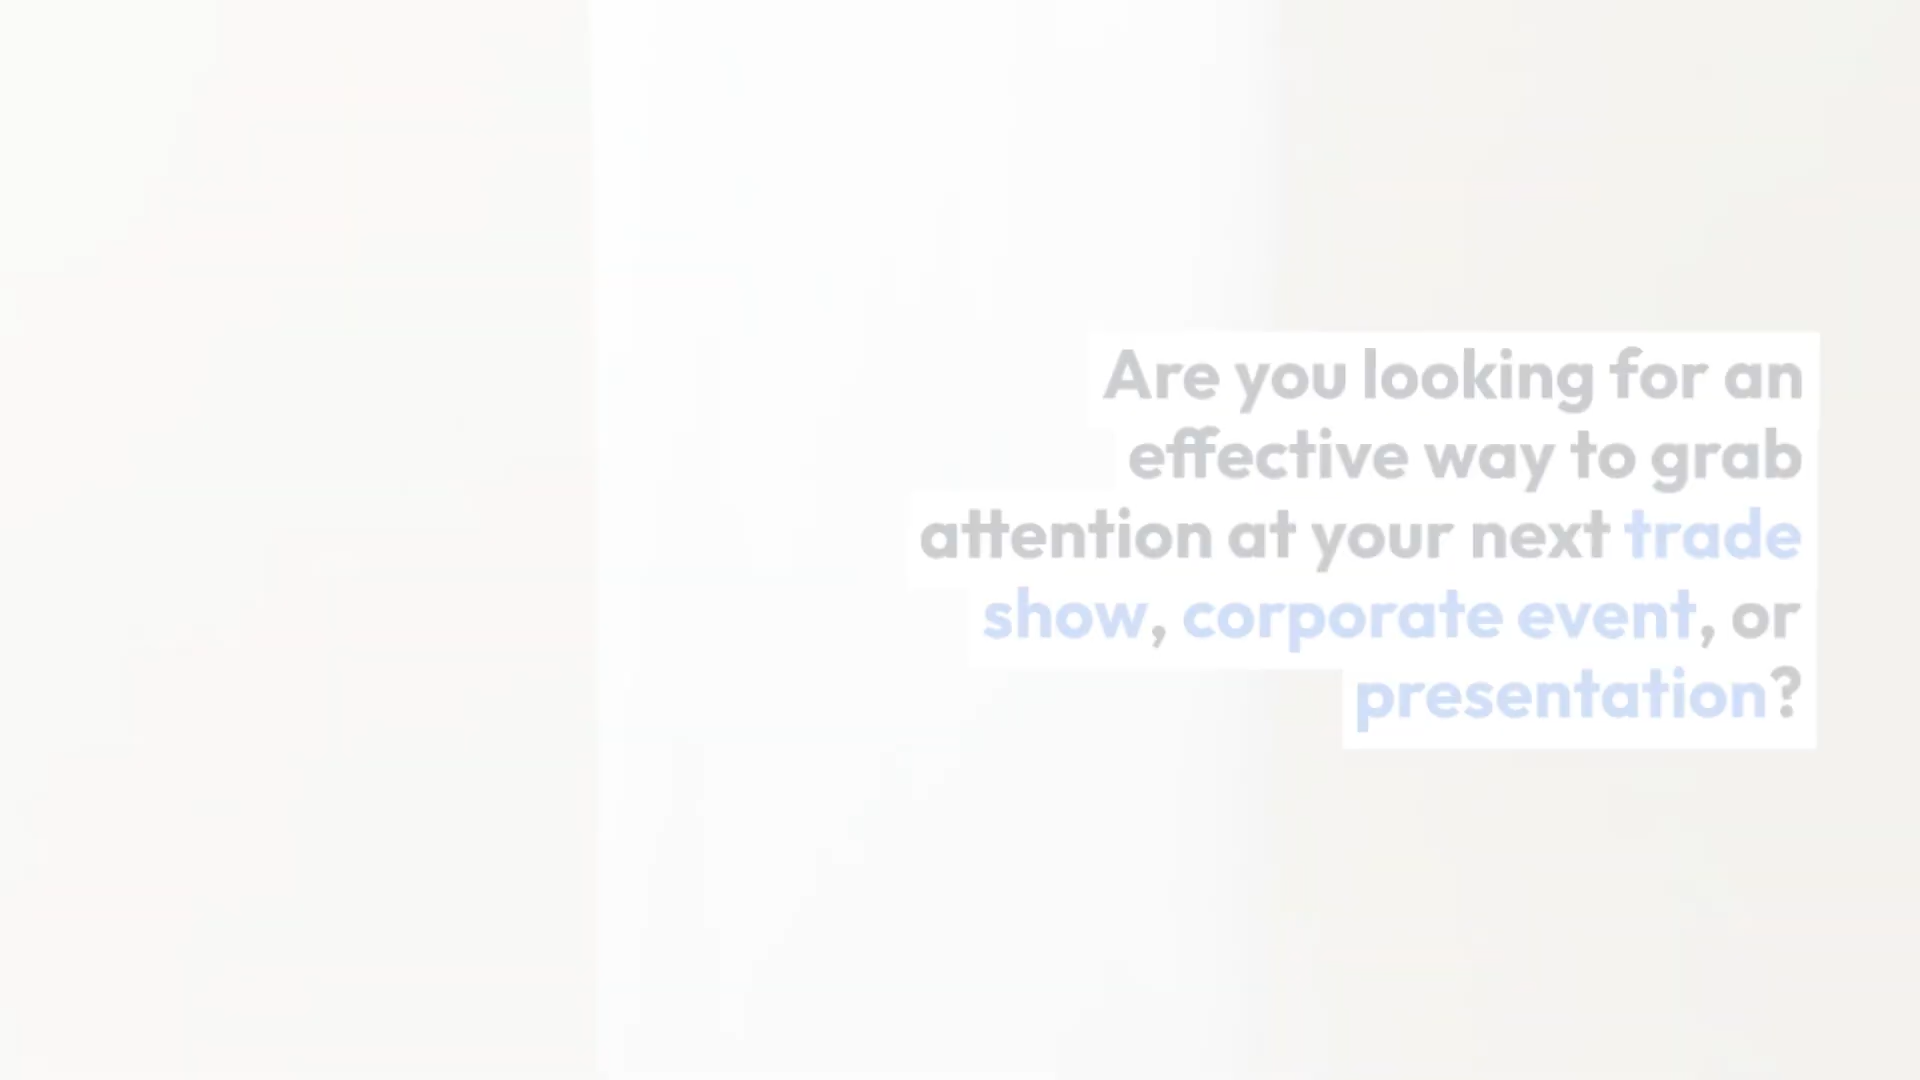 Are you looking for an
effective way to grab
attention at your next trade
show, corporate event, or
presentation?